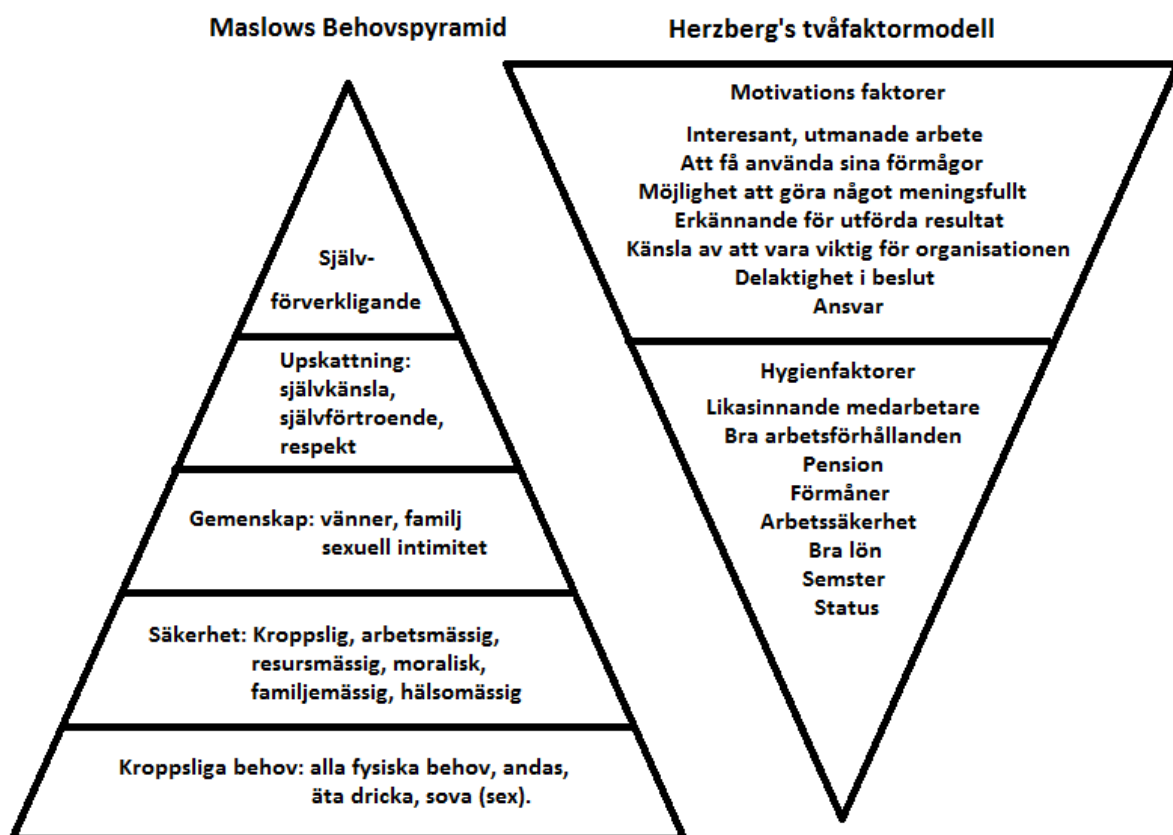 Maslows Behovspyramid
Själv-
förverkligande
Upskattning:
självkänsla,
självförtroende,
respekt
Gemenskap: vänner, familj
sexuell intimitet
Säkerhet: Kroppslig, arbetsmässig,
resursmässig, moralisk,
familjemässig, hälsomässig
Kroppsliga behov: alla fysiska behov, andas,
äta dricka, sova (sex).
Herzberg's tvåfaktormodell
Motivations faktorer
Interesant, utmanade arbete
Att få använda sina förmågor
Möjlighet att göra något meningsfullt
Erkännande för utförda resultat
Känsla av att vara viktig för organisationen
Delaktighet i beslut
Ansvar
Hygienfaktorer
Likasinnande medarbetare
Bra arbetsförhållanden
Pension
Förmåner
Arbetssäkerhet
Bra lön
Semster
Status